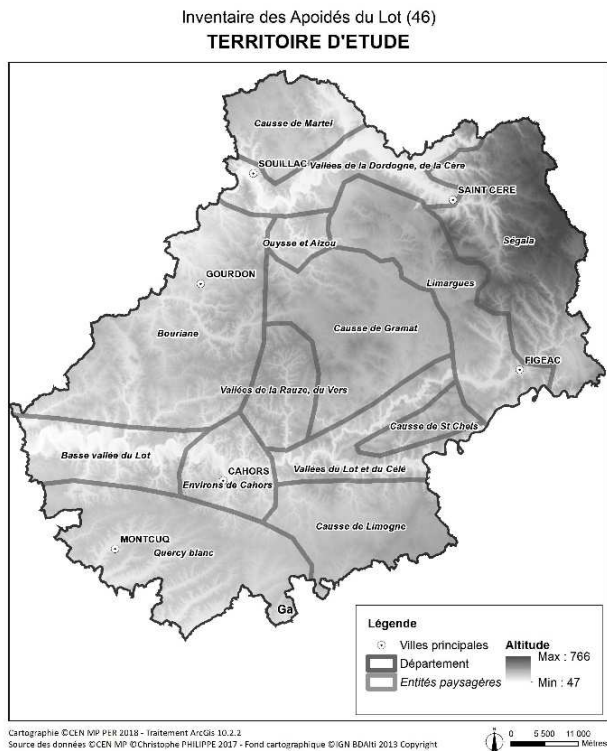 Inventaire des Apoidés du Lot (46)
TERRITOIRE D'ETUDE
Causse de Martel
SOUILLAC
Vallées de la Dordogne, de la Cère
SAINT CERE
Ouysse et Alzou
Ségala
GOURDON
Limargues
Bouriane
Causse de Gramat
FIGEAC
Vallées de la Rauze, du Vers
Causse de St Chels
Basse vallée du Lot
CAHORS
Vallées du Lot et du Célé
Environs de Cahors
Causse de Limogne
MONTCUQ
Quercy blanc
Ga
Légende
Villes principales
Département
Entités paysagères
Altitude
Max : 766
Min : 47
Cartographie ©CEN MP PER 2018 - Traitement ArcGis 10.2.2
Source des données ©CEN MP ©Christophe PHILIPPE 2017 - Fond cartographique ©IGN BDAlti 2013 Copyright
N
0 5 500 11 000
Mètres